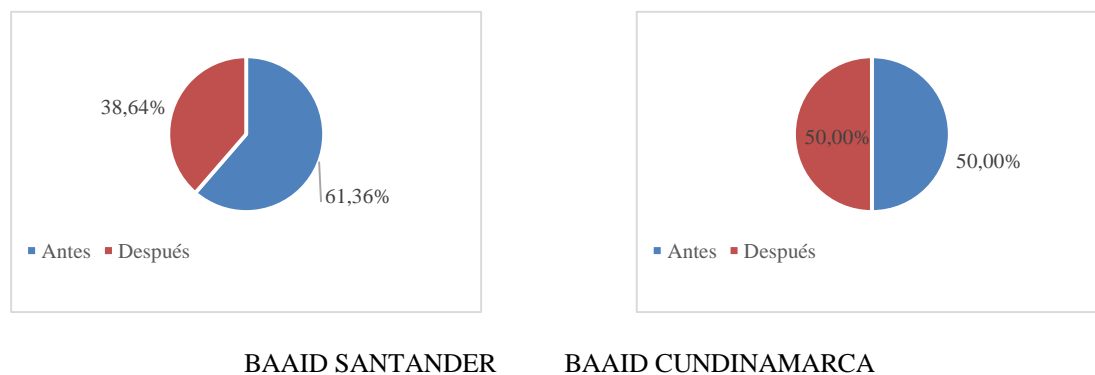 38,64%
61,36%
Antes Después
50,00%
50,00%
Antes Después
BAAID SANTANDER BAAID CUNDINAMARCA